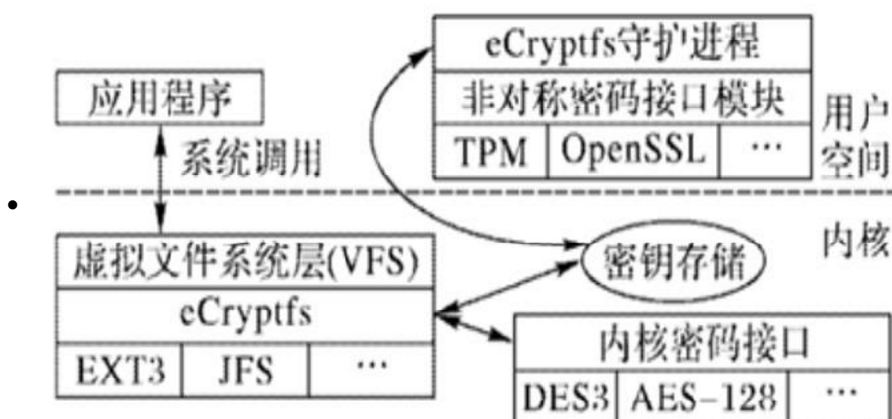 eCryptfs守护进程
应用程序
非对称密码接口模块
用户
TPM OpenSSL ...
空间
系统调用
内核
虚拟文件系统层(VFS)
密钥存储
eCryptfs
EXT3 JFS ...
内核密码接口
DES3 AES-128 ...